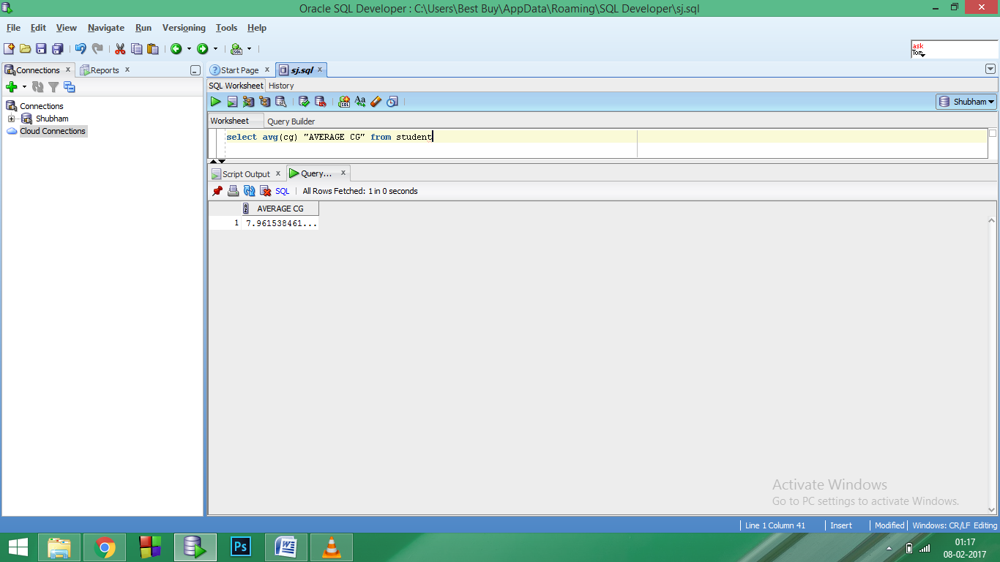 Oracle SQL Developer : C:\Users\Best Buy\AppData\Roaming\SQL Developer\sj.sql
File Edit View Navigate Run Versioning Tools Help
ask
Tom
Connections x Reports x
Start Page x sj.sql x
SQL Worksheet History
Shubham
Worksheet Query Builder
Connections
Shubham
Cloud Connections
select avg(cg) "AVERAGE CG" from student
Script Output x Query... x
SQL All Rows Fetched: 1 in 0 seconds
AVERAGE CG
1 7.961538461...
Activate Windows
Go to PC settings to activate Windows.
Line 1 Column 41 Insert Modified Windows: CR/LF Editing
Ps
W
01:17
08-02-2017